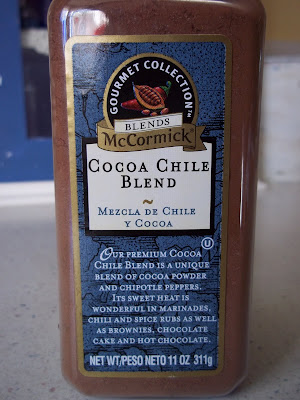 GOURMET COLLECTION™
BLENDS
McCormick®
COCOA CHILE
BLEND
~
MEZCLA DE CHILE
Y COCOA
U
OUR PREMIUM COCOA
CHILE BLEND IS A UNIQUE
BLEND OF COCOA POWDER
AND CHIPOTLE PEPPERS.
ITS SWEET HEAT IS
WONDERFUL IN MARINADES,
CHILI AND SPICE RUBS AS WELL
AS BROWNIES, CHOCOLATE
CAKE AND HOT CHOCOLATE.
NET WT/PESO NETO 11 OZ 311g